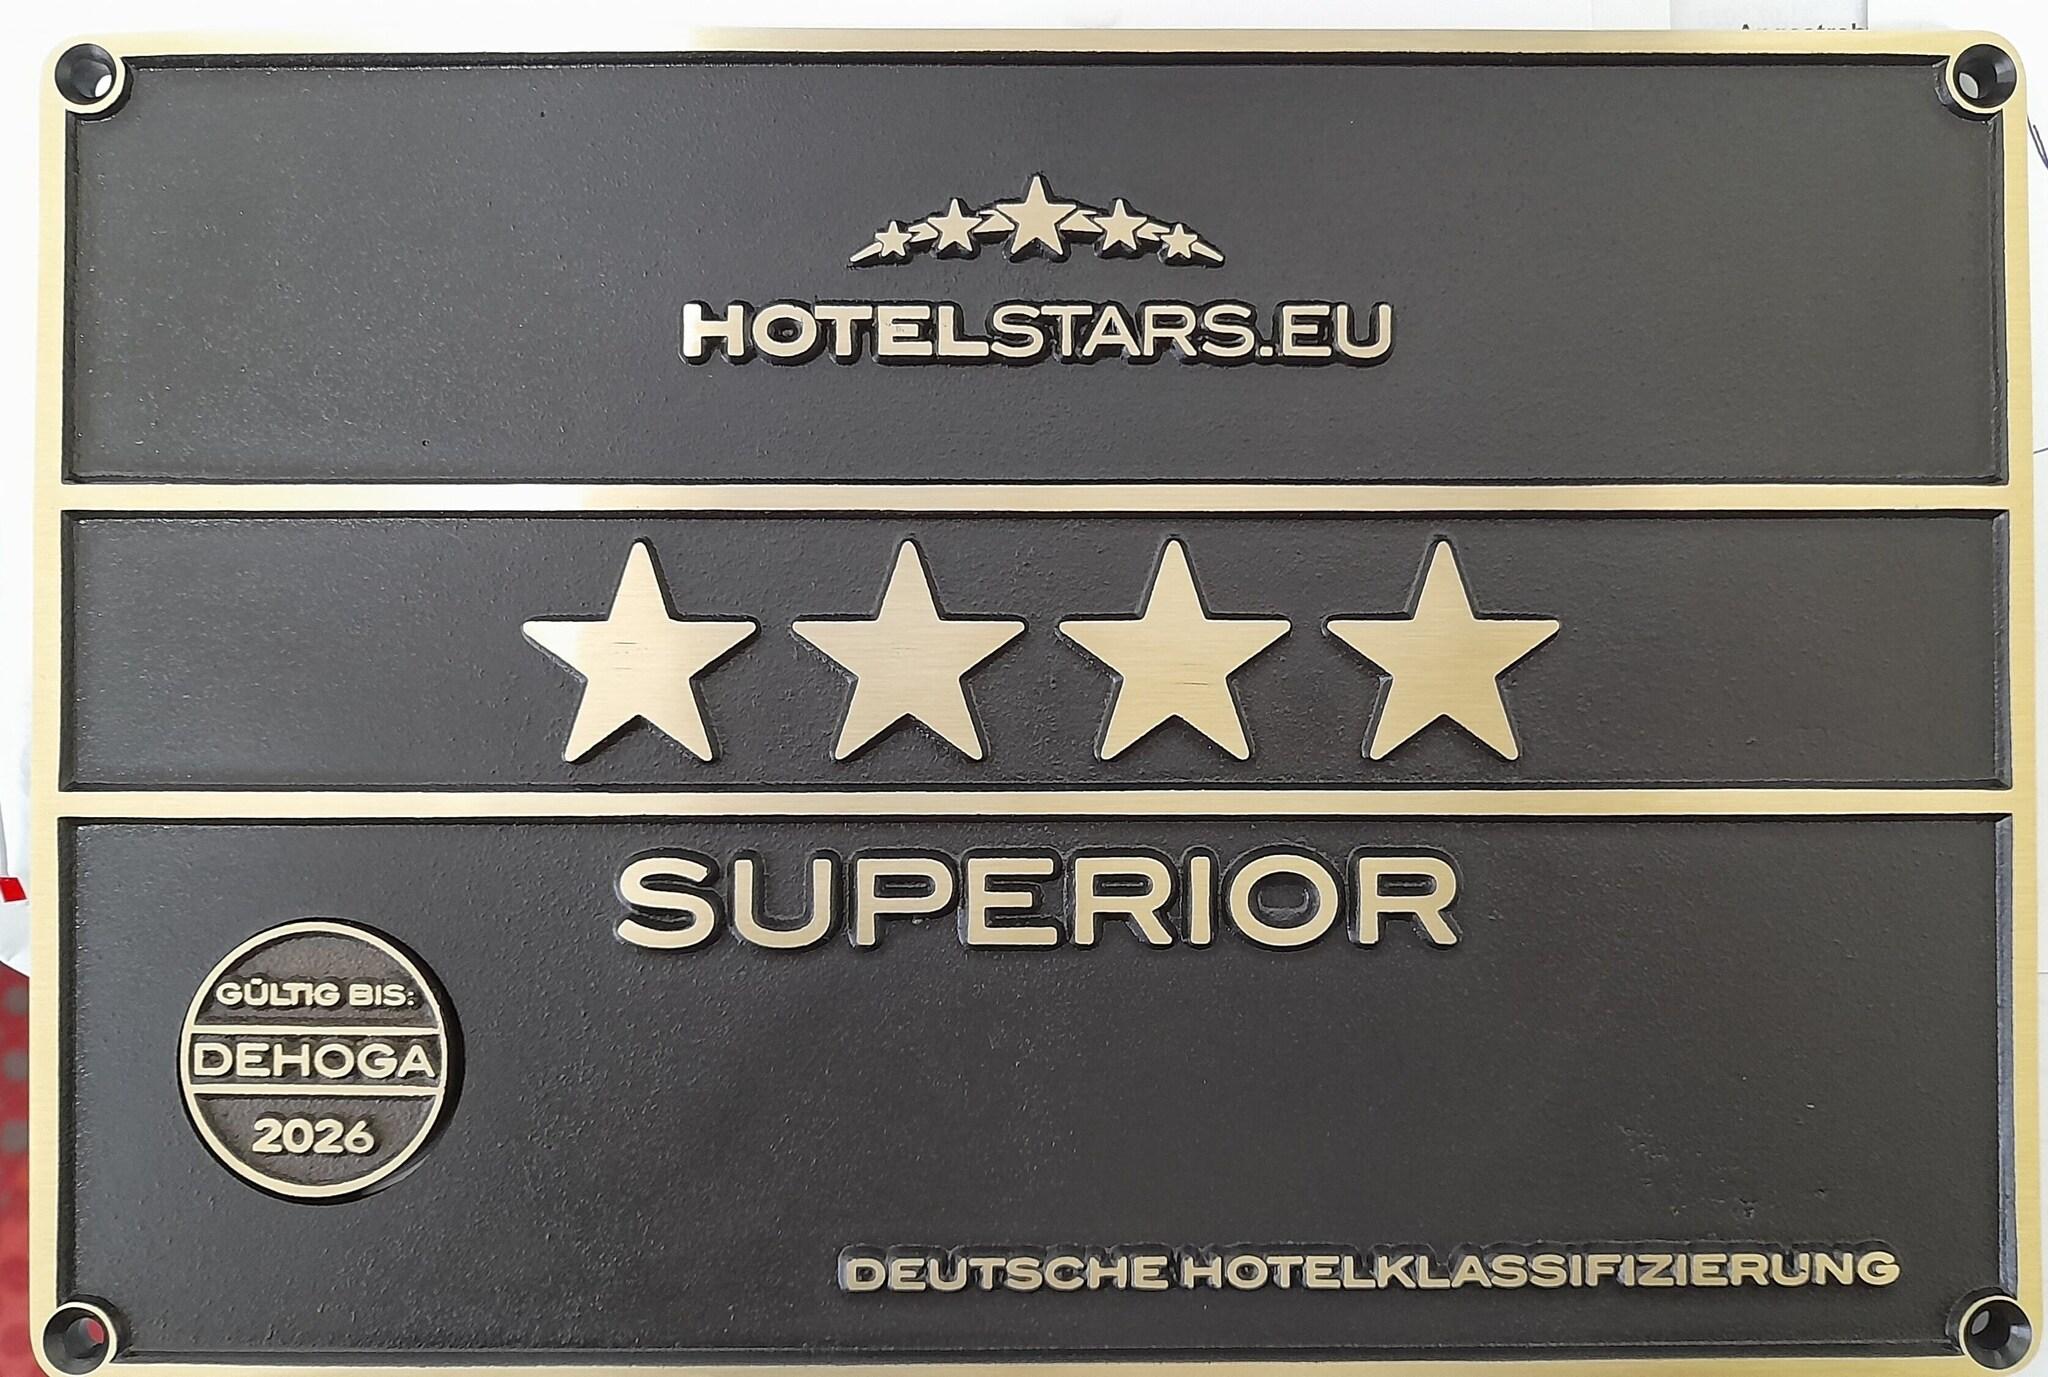 HOTELSTARS.EU
SUPERIOR
GÜLTIG BIS:
DEHOGA
2026
DEUTSCHE HOTELKLASSIFIZIERUNG